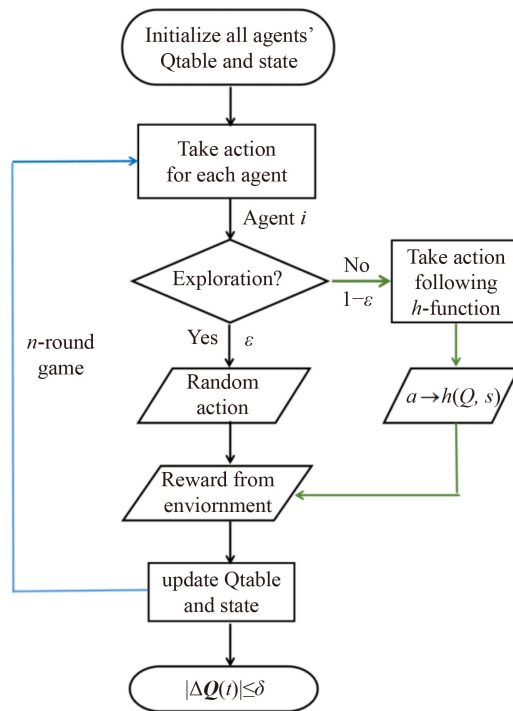 Initialize all agents’
Qtable and state
Take action
for each agent
Agent i
Exploration?
No
1−ε
Take action
following
h-function
Yes ε
n-round
game
Random
action
a→h(Q, s)
Reward from
enviornment
update Qtable
and state
|ΔQ(t)|≤δ